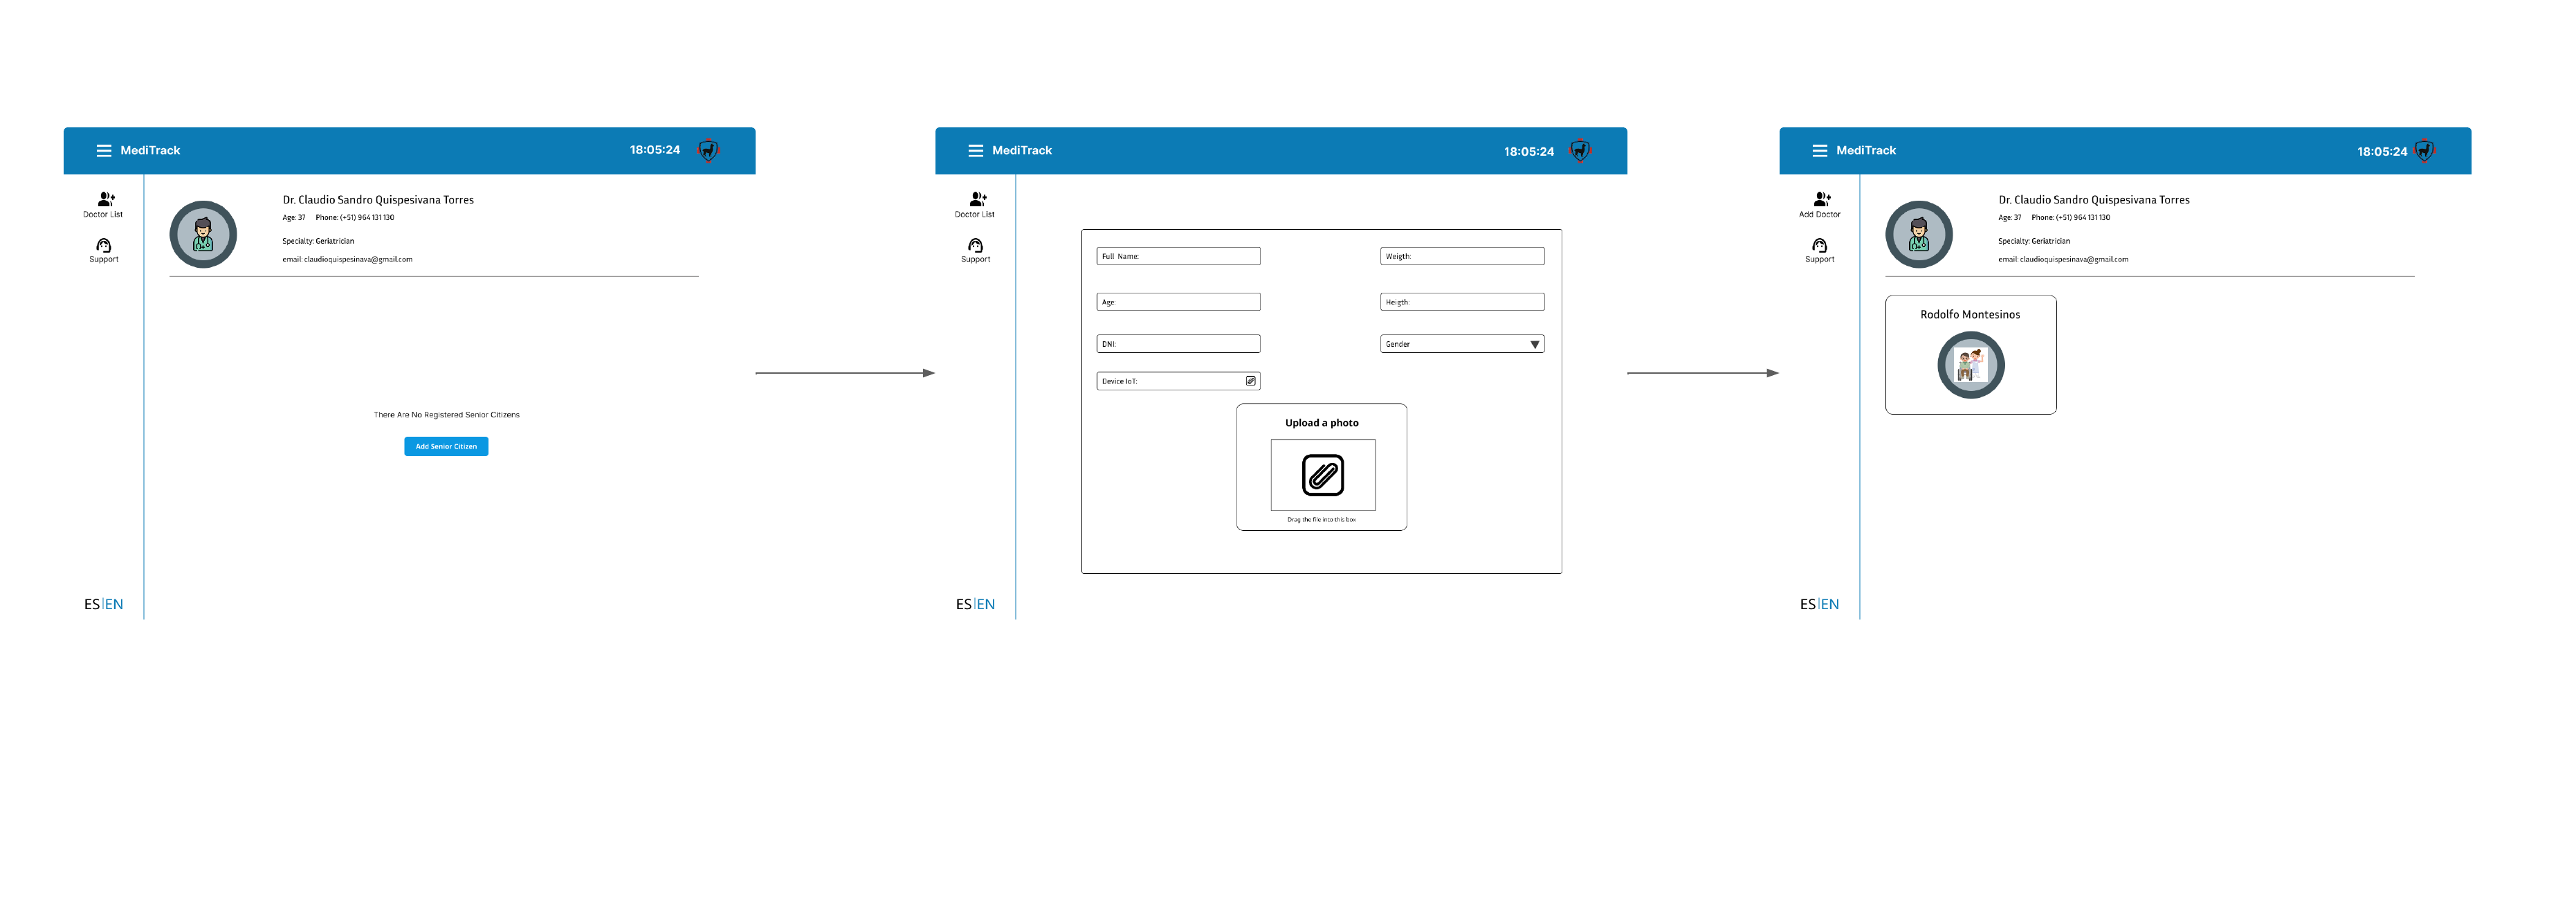 MediTrack
18:05:24
Doctor List
Support
Dr. Claudio Sandro Quispesivana Torres
Age: 37 Phone: (+51) 964 131 130
Specialty: Geriatrician
email: claudioquispesinava@gmail.com
There Are No Registered Senior Citizens
Add Senior Citizen
ES|EN
MediTrack
18:05:24
Doctor List
Support
Full Name:
Weigth:
Age:
Heigth:
DNI:
Gender
Device IoT:
Upload a photo
Drag the file into this box
ES|EN
MediTrack
18:05:24
Add Doctor
Support
Dr. Claudio Sandro Quispesivana Torres
Age: 37 Phone: (+51) 964 131 130
Specialty: Geriatrician
email: claudioquispesinava@gmail.com
Rodolfo Montesinos
ES|EN